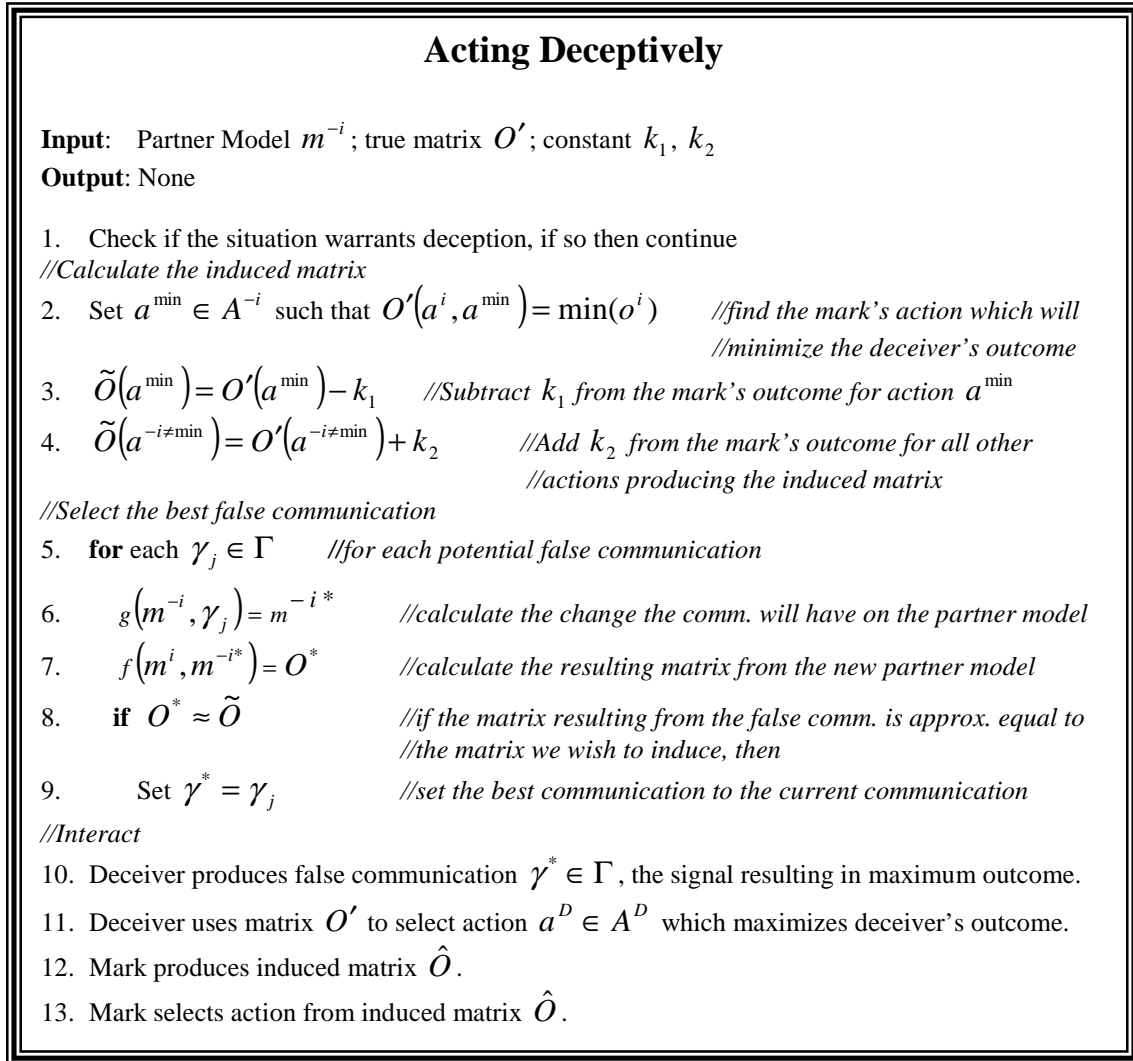 Acting Deceptively
Input: Partner Model m⁻ⁱ; true matrix O′; constant k₁, k₂
Output: None
1. Check if the situation warrants deception, if so then continue
//Calculate the induced matrix
2. Set a^min ∈ A⁻ⁱ such that O′(aⁱ, a^min) = min(oⁱ) //find the mark's action which will
//minimize the deceiver's outcome
3. Õ(a^min) = O′(a^min) − k₁ //Subtract k₁ from the mark's outcome for action a^min
4. Õ(a^−i≠min) = O′(a^−i≠min) + k₂ //Add k₂ from the mark's outcome for all other
//actions producing the induced matrix
//Select the best false communication
5. for each γⱼ ∈ Γ //for each potential false communication
6. g(m⁻ⁱ, γⱼ) = m^−i* //calculate the change the comm. will have on the partner model
7. f(mⁱ, m^−i*) = O* //calculate the resulting matrix from the new partner model
8. if O* ≈ Õ //if the matrix resulting from the false comm. is approx. equal to
//the matrix we wish to induce, then
9. Set γ* = γⱼ //set the best communication to the current communication
//Interact
10. Deceiver produces false communication γ* ∈ Γ, the signal resulting in maximum outcome.
11. Deceiver uses matrix O′ to select action a^D ∈ A^D which maximizes deceiver's outcome.
12. Mark produces induced matrix Ô.
13. Mark selects action from induced matrix Ô.